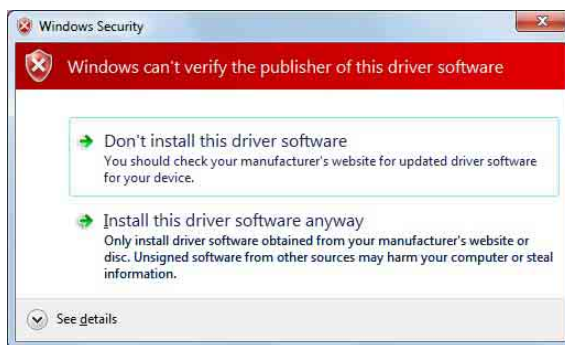 Windows Security
Windows can't verify the publisher of this driver software
Don't install this driver software
You should check your manufacturer's website for updated driver software
for your device.
Install this driver software anyway
Only install driver software obtained from your manufacturer's website or
disc. Unsigned software from other sources may harm your computer or steal
information.
See details